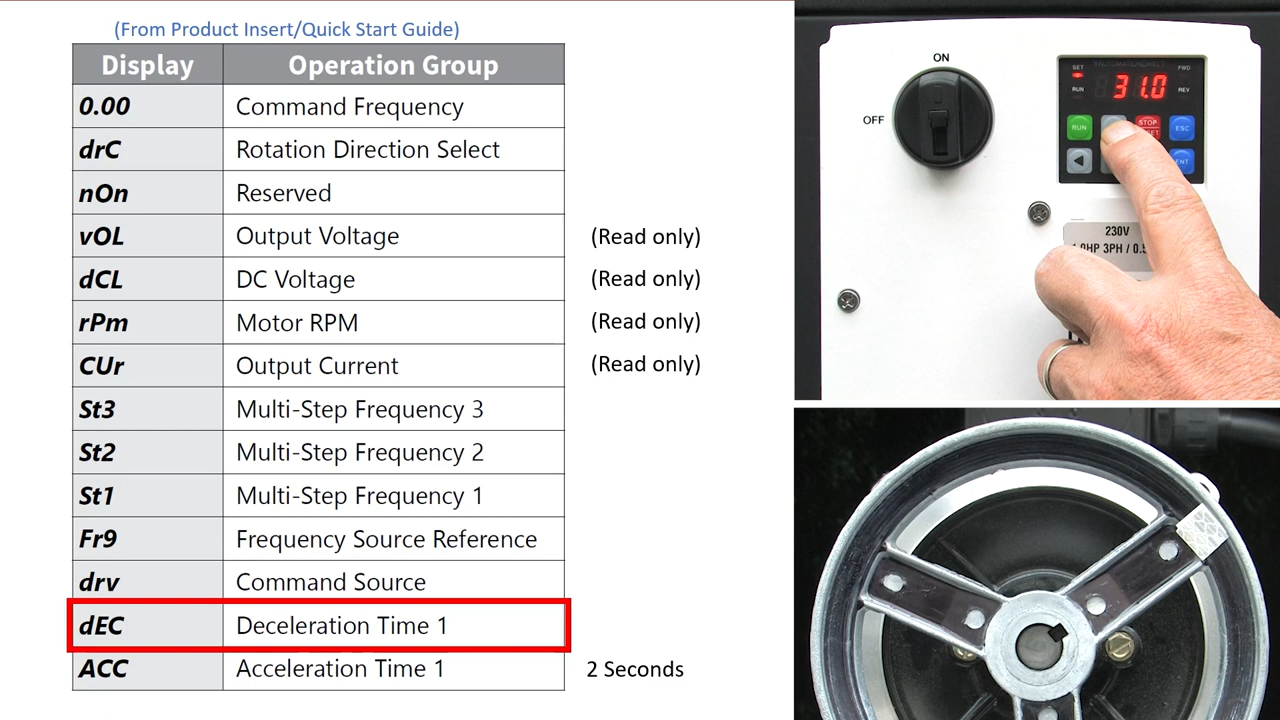 (From Product Insert/Quick Start Guide)
Display Operation Group
0.00 Command Frequency
drC Rotation Direction Select
nOn Reserved
vOL Output Voltage (Read only)
dCL DC Voltage (Read only)
rPm Motor RPM (Read only)
CUr Output Current (Read only)
St3 Multi-Step Frequency 3
St2 Multi-Step Frequency 2
St1 Multi-Step Frequency 1
Fr9 Frequency Source Reference
drv Command Source
dEC Deceleration Time 1
ACC Acceleration Time 1 2 Seconds
ON
OFF
SET FWD
31.0
RUN REV
RUN STOP ESC
ENT
230V
HP 3PH /